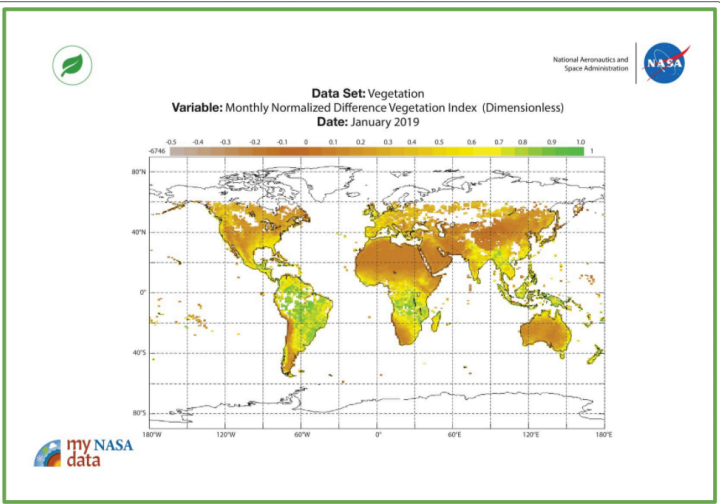 National Aeronautics and
Space Administration
NASA
Data Set: Vegetation
Variable: Monthly Normalized Difference Vegetation Index (Dimensionless)
Date: January 2019
-0.5 -0.4 -0.3 -0.2 -0.1 0 0.1 0.2 0.3 0.4 0.5 0.6 0.7 0.8 0.9 1.0
-6746 1
80°N
40°N
0°
40°S
80°S
180°W 120°W 60°W 0° 60°E 120°E 180°E
my NASA
data